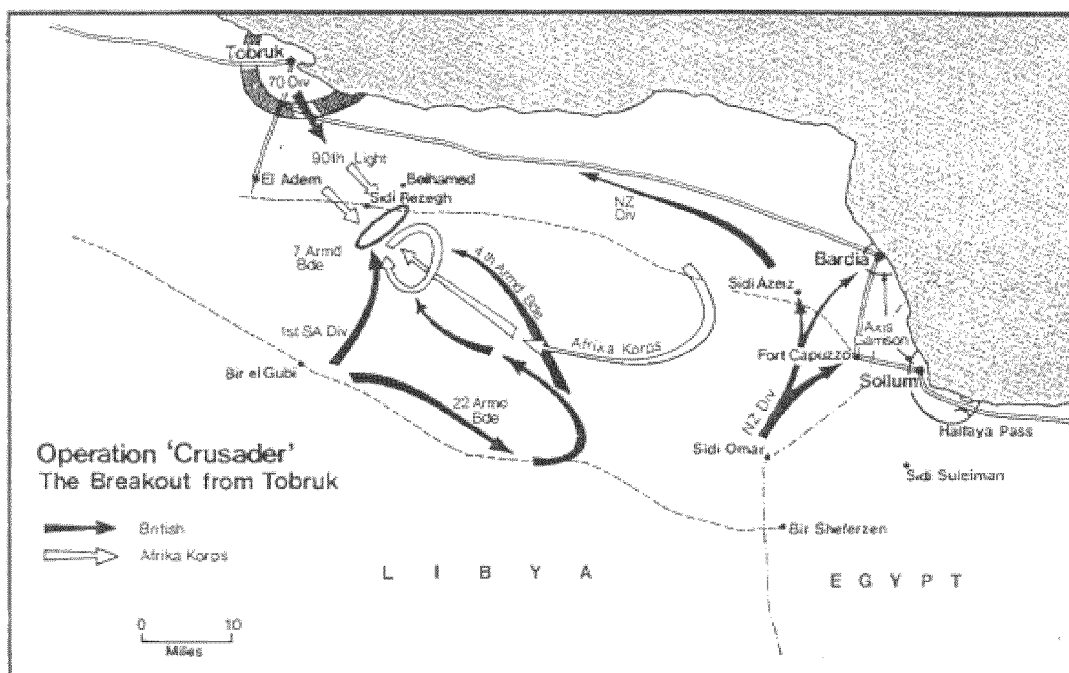 Tobruk
70 Div
90th Light
El Adem
Belhamed
Sidi Rezegh
NZ
Div
7 Armd
Bde
4th Armd Bde
Bardia
Sidi Azeiz
1st SA Div
Afrika Korps
Axis
Garrison
Fort Capuzzo
Bir el Gubi
Sollum
22 Armd
Bde
NZ Div
Halfaya Pass
Operation ‘Crusader’
The Breakout from Tobruk
Sidi Omar
Sidi Suleiman
British
Afrika Korps
Bir Sheferzen
LIBYA
EGYPT
0 10
Miles